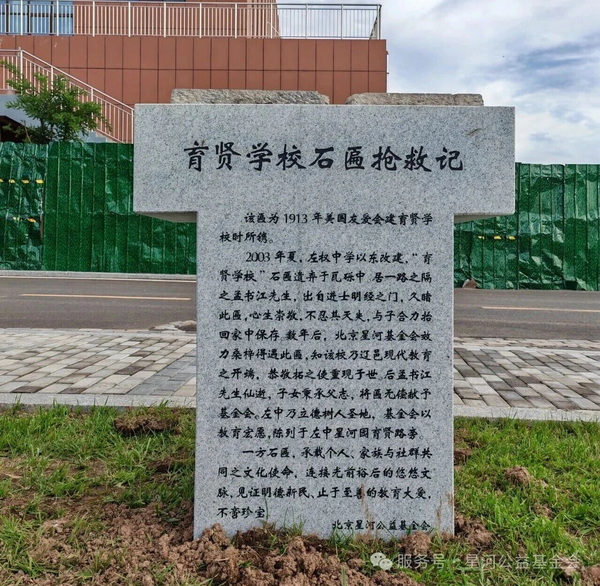 育贤学校石匾抢救记
该匾为1913年美国友爱会建育贤学
校时所镌。
2003年夏，左权中学以东改建，“育
贤学校”石匾遗弃于瓦砾中，居一路之隔
之孟书江先生，出自进士明经之门，久睹
此匾，心生崇敬，不忍其灭失，与子合力抬
回家中保存。数年后，北京星河基金会效
力桑梓得遇此匾，知该校乃辽邑现代教育
之开端，恭敬拓之使重现于世。后孟书江
先生仙逝，子女秉承父志，将匾无偿献予
基金会。左中乃立德树人圣地，基金会以
教育宏愿，陈列于左中星河园育贤路旁。
一方石匾，承载个人、家族与社群共
同之文化使命，连接光前裕后的悠悠文
脉，见证明德新民、止于至善的教育大爱，
不啻珍宝。
北京星河公益基金会
服务号·星河公益基金会